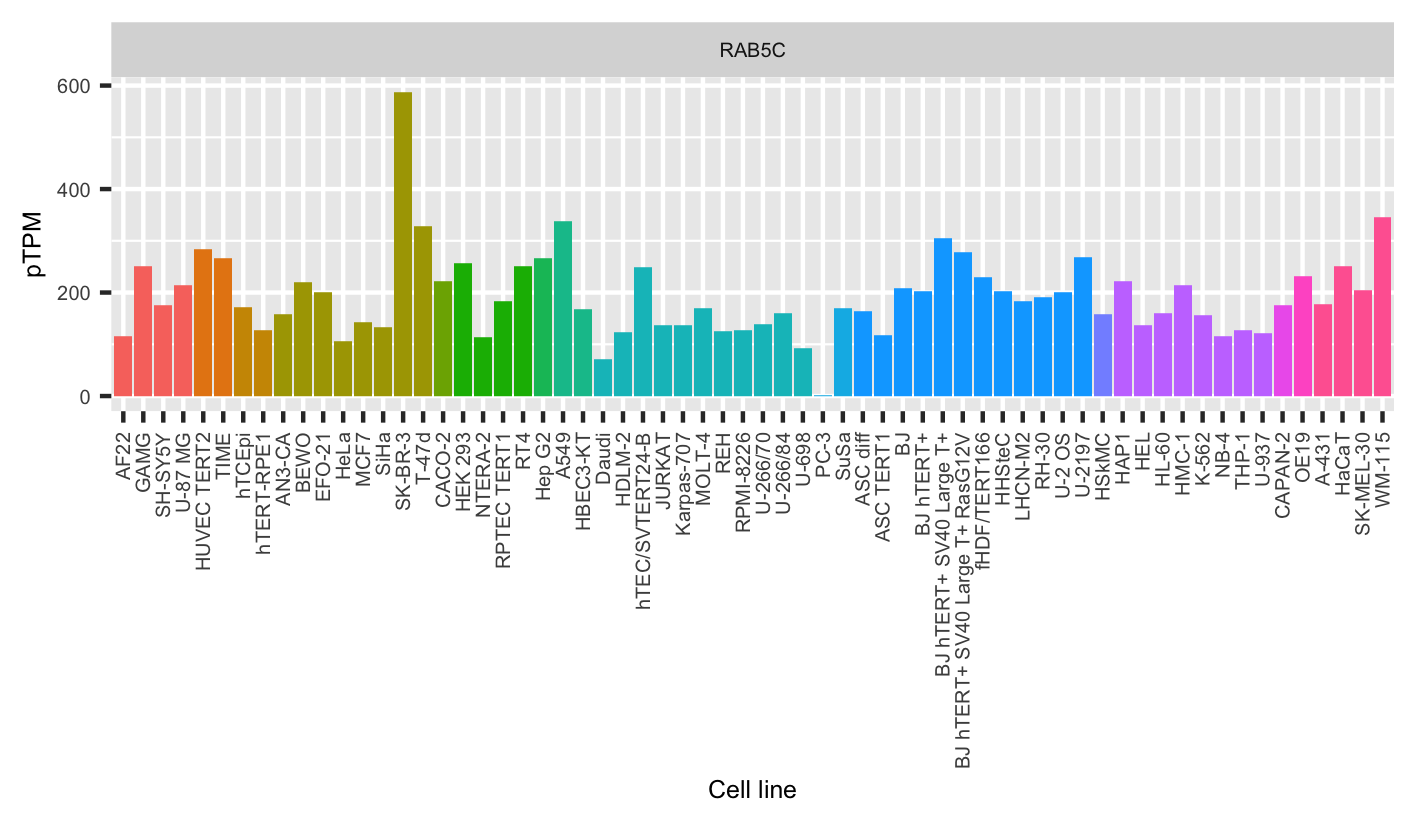 RAB5C
600
400
200
0
pTPM
AF22
GAMG
SH-SY5Y
U-87 MG
HUVEC TERT2
TIME
hTCEpi
hTERT-RPE1
AN3-CA
BEWO
EFO-21
HeLa
MCF7
SiHa
SK-BR-3
T-47d
CACO-2
HEK 293
NTERA-2
RPTEC TERT1
RT4
Hep G2
A549
HBEC3-KT
Daudi
HDLM-2
hTEC/SVTERT24-B
JURKAT
Karpas-707
MOLT-4
REH
RPMI-8226
U-266/70
U-266/84
U-698
PC-3
SuSa
ASC diff
ASC TERT1
BJ
BJ hTERT+
BJ hTERT+ SV40 Large T+
BJ hTERT+ SV40 Large T+ RasG12V
fHDF/TERT166
HHSteC
LHCN-M2
RH-30
U-2 OS
U-2197
HSkMC
HAP1
HEL
HL-60
HMC-1
K-562
NB-4
THP-1
U-937
CAPAN-2
OE19
A-431
HaCaT
SK-MEL-30
WM-115
Cell line